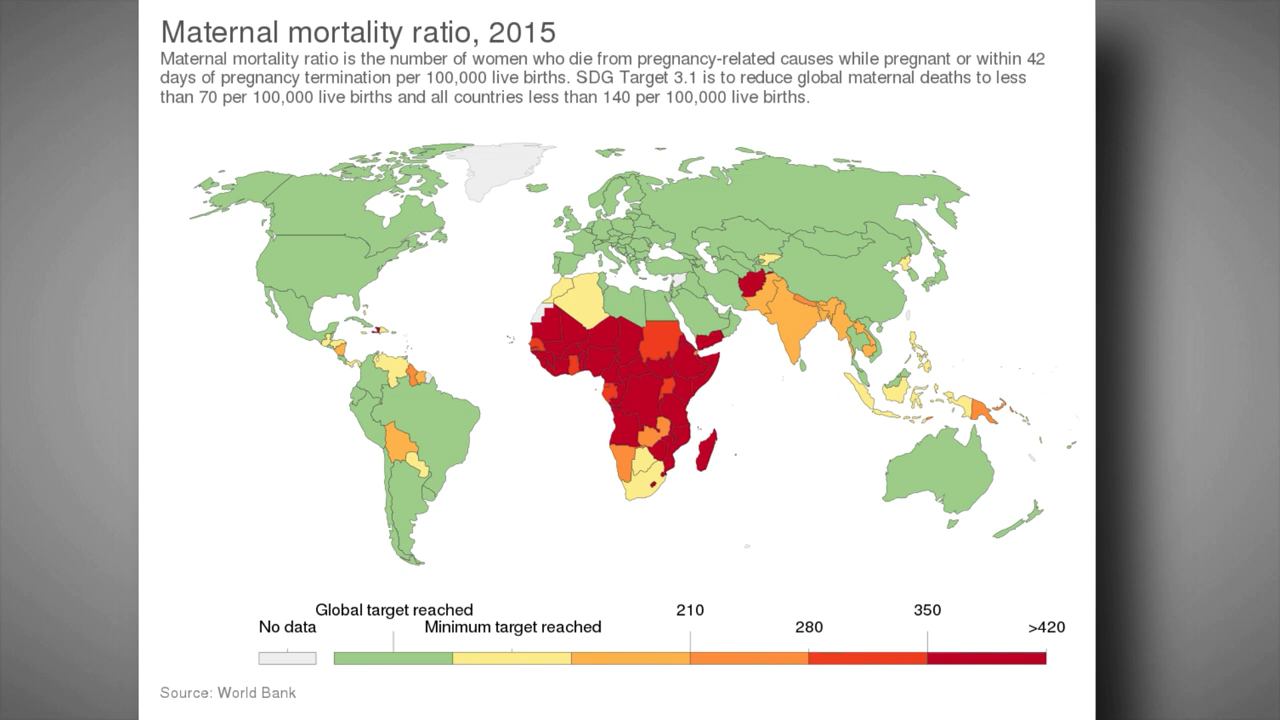 Maternal mortality ratio, 2015
Maternal mortality ratio is the number of women who die from pregnancy-related causes while pregnant or within 42
days of pregnancy termination per 100,000 live births. SDG Target 3.1 is to reduce global maternal deaths to less
than 70 per 100,000 live births and all countries less than 140 per 100,000 live births.
Global target reached 210 350
No data Minimum target reached 280 >420
Source: World Bank